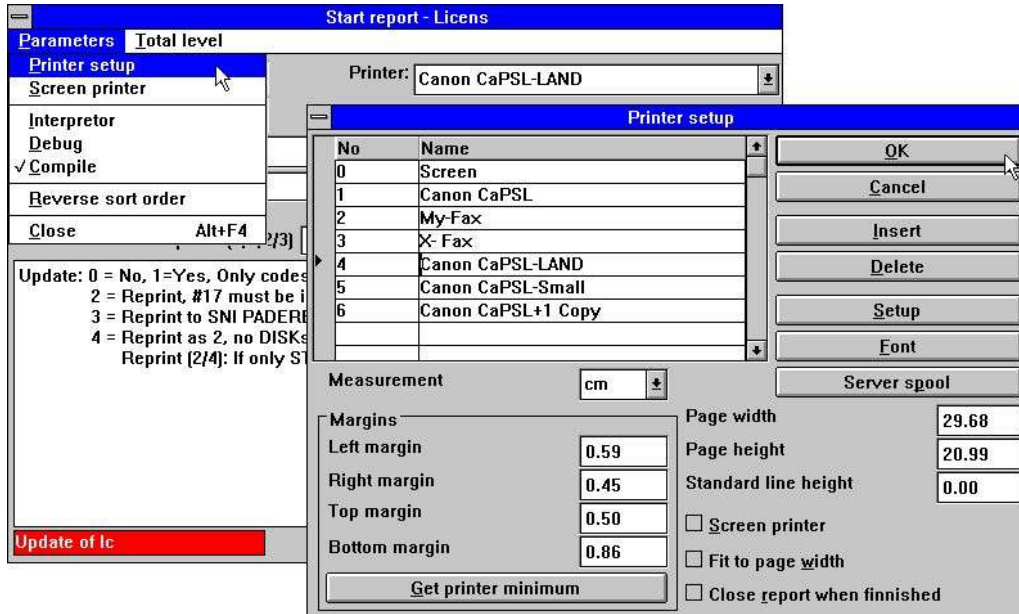 Start report - Licens
Parameters Total level
Printer setup
Screen printer
Interpretor
Debug
√ Compile
Reverse sort order
Close Alt+F4
Printer: Canon CaPSL-LAND
2/3)
Update: 0 = No, 1=Yes, Only codes
2 = Reprint, #17 must be i
3 = Reprint to SNI PADERE
4 = Reprint as 2, no DISKs
Reprint (2/4): If only ST
Update of lc
Printer setup
No Name
0 Screen
1 Canon CaPSL
2 My-Fax
3 X- Fax
4 Canon CaPSL-LAND
5 Canon CaPSL-Small
6 Canon CaPSL+1 Copy
OK
Cancel
Insert
Delete
Setup
Font
Server spool
Measurement cm
Margins
Left margin 0.59
Right margin 0.45
Top margin 0.50
Bottom margin 0.86
Get printer minimum
Page width 29.68
Page height 20.99
Standard line height 0.00
Screen printer
Fit to page width
Close report when finnished